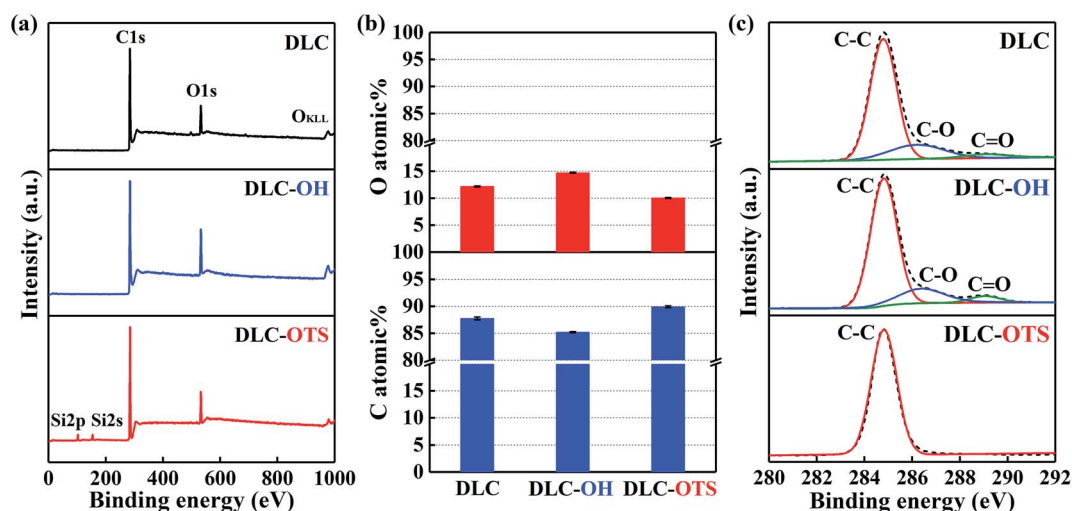 (a)
C1s
DLC
O1s
OKLL
DLC-OH
DLC-OTS
Si2p Si2s
0 200 400 600 800 1000
Binding energy (eV)
Intensity (a.u.)
(b)
100
95
90
85
80
15
10
5
100
95
90
85
80
15
10
5
0
O atomic%
C atomic%
DLC DLC-OH DLC-OTS
(c)
C-C
DLC
C-O
C=O
C-C
DLC-OH
C-O
C=O
C-C
DLC-OTS
280 282 284 286 288 290 292
Binding energy (eV)
Intensity (a.u.)